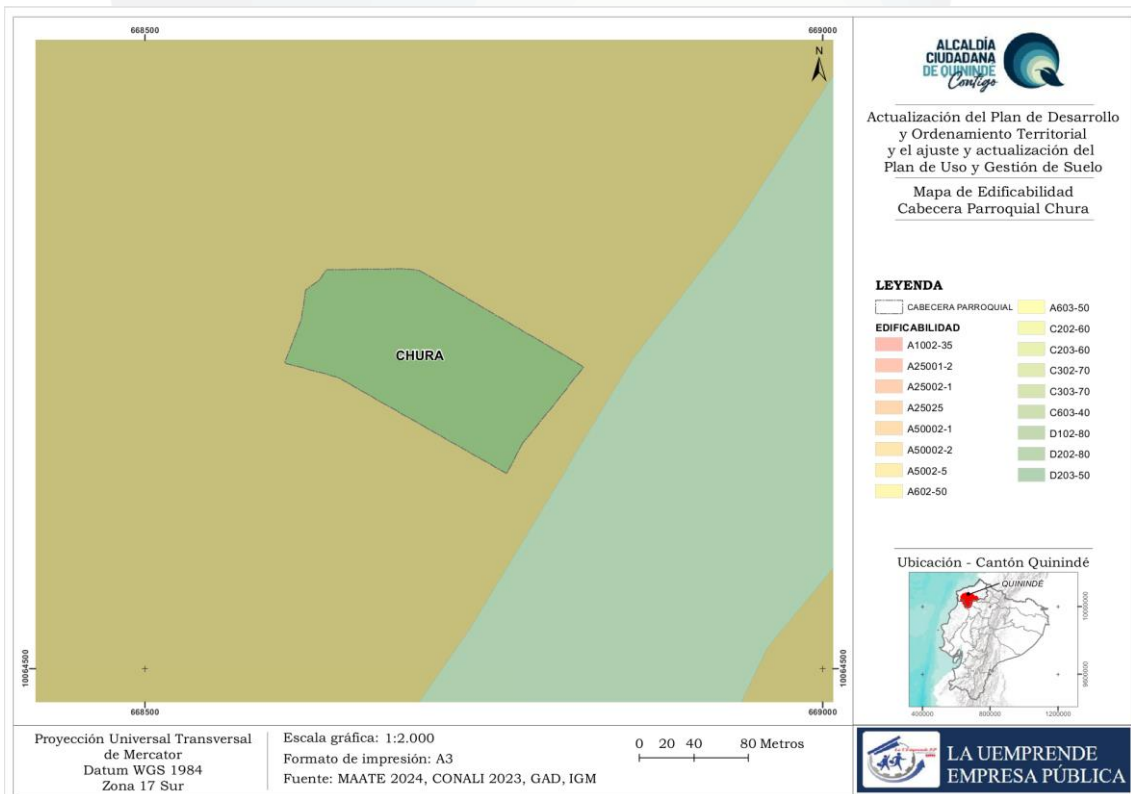 668500
669000
N
CHURA
10064500
10064500
668500
669000
ALCALDÍA
CIUDADANA
DE QUININDÉ
Contigo
Actualización del Plan de Desarrollo
y Ordenamiento Territorial
y el ajuste y actualización del
Plan de Uso y Gestión de Suelo
Mapa de Edificabilidad
Cabecera Parroquial Chura
LEYENDA
CABECERA PARROQUIAL
EDIFICABILIDAD
A1002-35
A25001-2
A25002-1
A25025
A50002-1
A50002-2
A5002-5
A602-50
A603-50
C202-60
C203-60
C302-70
C303-70
C603-40
D102-80
D202-80
D203-50
Ubicación - Cantón Quinindé
QUININDÉ
10000000
9600000
400000
800000
1200000
Proyección Universal Transversal
de Mercator
Datum WGS 1984
Zona 17 Sur
Escala gráfica: 1:2.000
Formato de impresión: A3
Fuente: MAATE 2024, CONALI 2023, GAD, IGM
0 20 40 80 Metros
LA UEMPRENDE
EMPRESA PÚBLICA